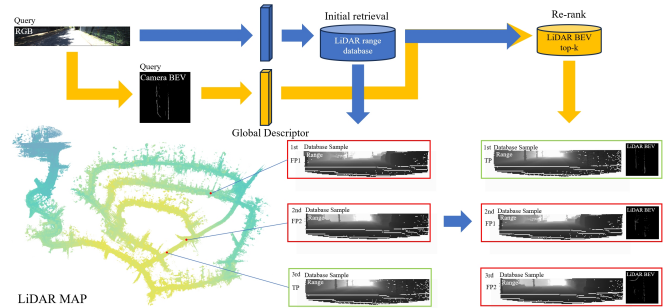 Query
RGB
Initial retrieval
LiDAR range
database
Re-rank
LiDAR BEV
top-k
Query
Camera BEV
Global Descriptor
1st
Database Sample
FP1
Range
2nd
Database Sample
FP2
Range
3rd
Database Sample
TP
Range
1st
Database Sample
TP
Range
LiDAR BEV
2nd
Database Sample
FP1
Range
LiDAR BEV
3rd
Database Sample
FP2
Range
LiDAR BEV
LiDAR MAP